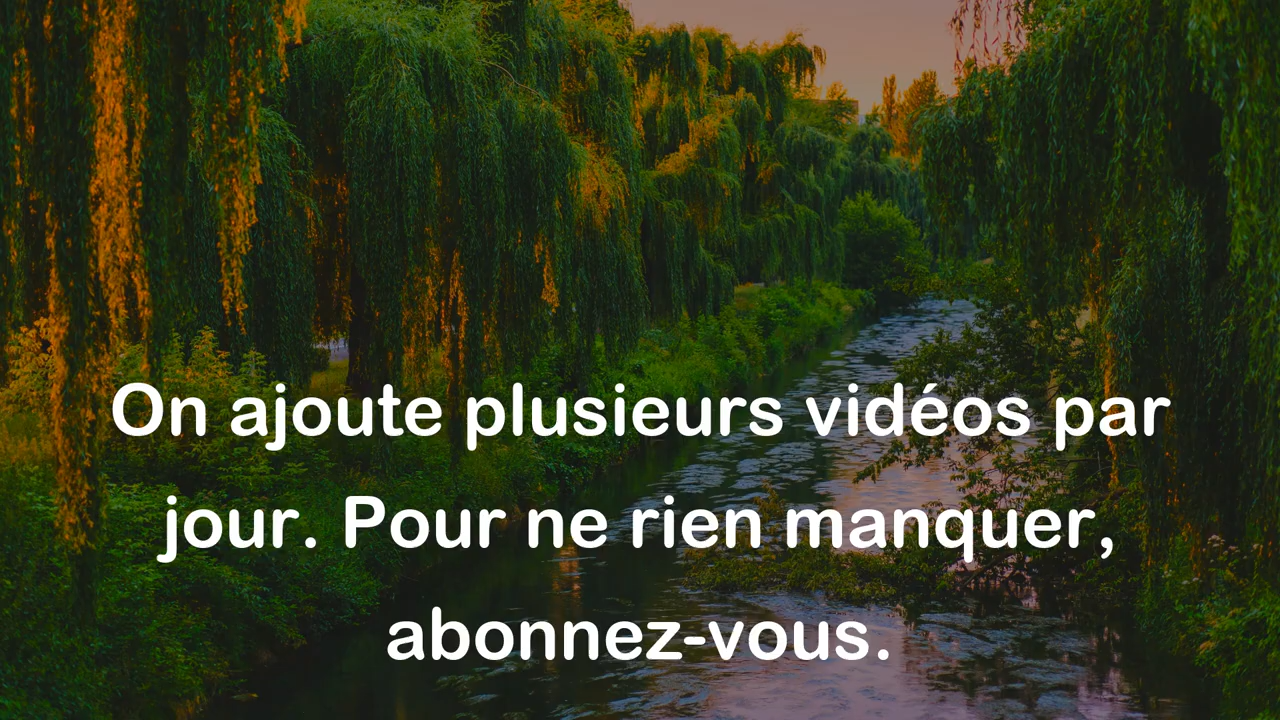 On ajoute plusieurs vidéos par
jour. Pour ne rien manquer,
abonnez-vous.